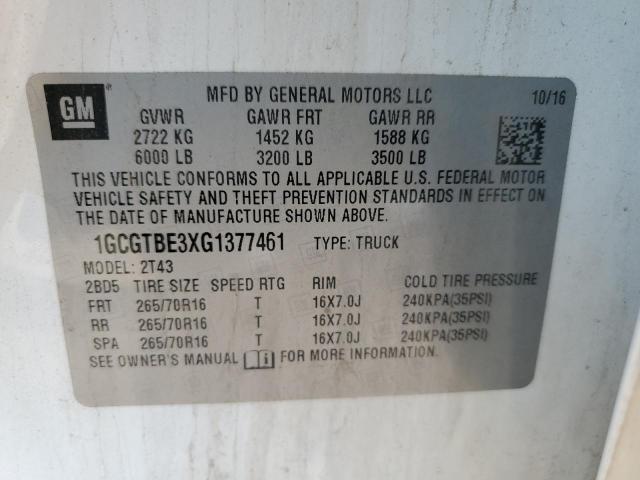 GM
MFD BY GENERAL MOTORS LLC 10/16
GVWR GAWR FRT GAWR RR
2722 KG 1452 KG 1588 KG
6000 LB 3200 LB 3500 LB
THIS VEHICLE CONFORMS TO ALL APPLICABLE U.S. FEDERAL MOTOR
VEHICLE SAFETY AND THEFT PREVENTION STANDARDS IN EFFECT ON
THE DATE OF MANUFACTURE SHOWN ABOVE.
1GCGTBE3XG1377461 TYPE: TRUCK
MODEL: 2T43
2BD5 TIRE SIZE SPEED RTG RIM COLD TIRE PRESSURE
FRT 265/70R16 T 16X7.0J 240KPA(35PSI)
RR 265/70R16 T 16X7.0J 240KPA(35PSI)
SPA 265/70R16 T 16X7.0J 240KPA(35PSI)
SEE OWNER'S MANUAL FOR MORE INFORMATION.